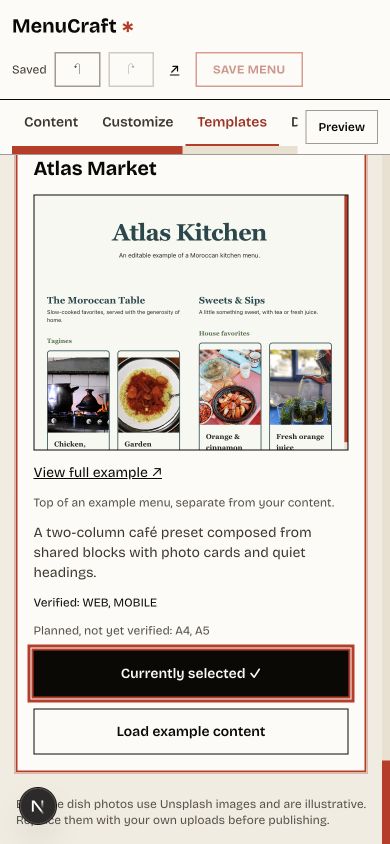 MenuCraft *
Saved
SAVE MENU
Content Customize Templates D
Preview
Atlas Market
Atlas Kitchen
An editable example of a Moroccan kitchen menu.
The Moroccan Table
Slow-cooked favorites, served with the generosity of
home.
Tagines
Chicken,
Garden
Sweets & Sips
A little something sweet, with tea or fresh juice.
House favorites
Orange &
cinnamon
Fresh orange
juice
View full example ↗
Top of an example menu, separate from your content.
A two-column café preset composed from
shared blocks with photo cards and quiet
headings.
Verified: WEB, MOBILE
Planned, not yet verified: A4, A5
Currently selected ✓
Load example content
N
dish photos use Unsplash images and are illustrative.
them with your own uploads before publishing.